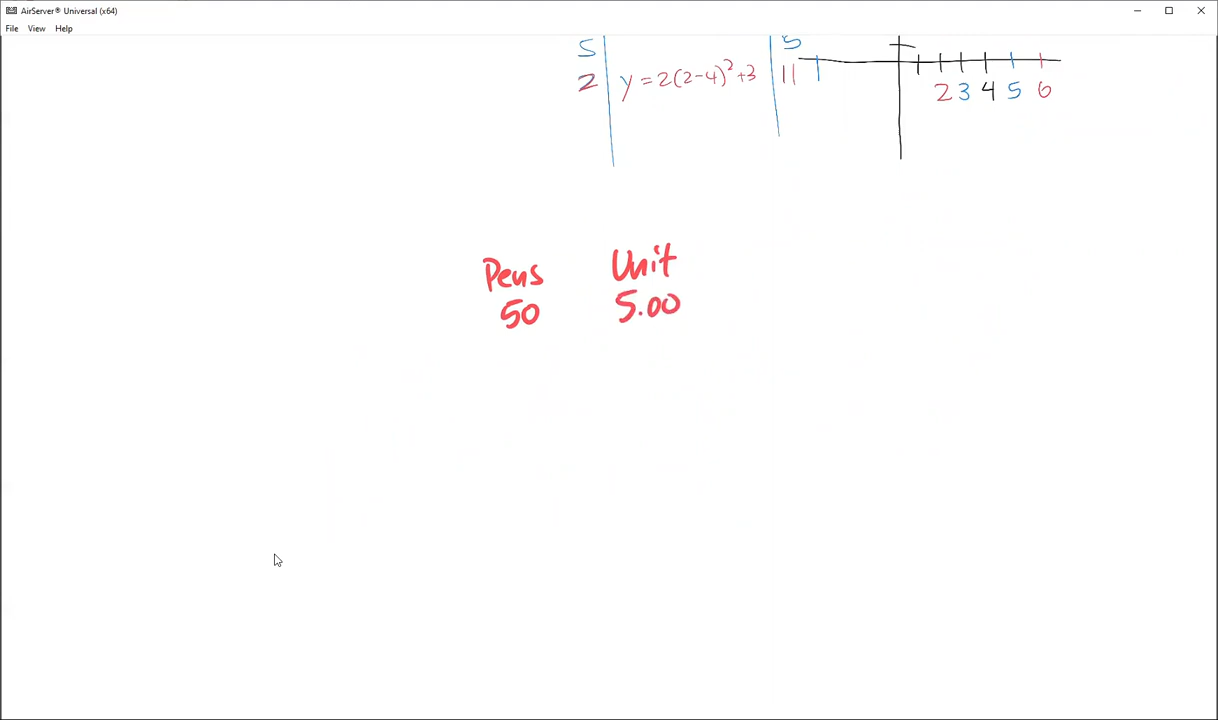 AirServer® Universal (x64)
File View Help
5 5
2 y = 2(2-4)²+3 11
2 3 4 5 6
Pens Unit
50 5.00